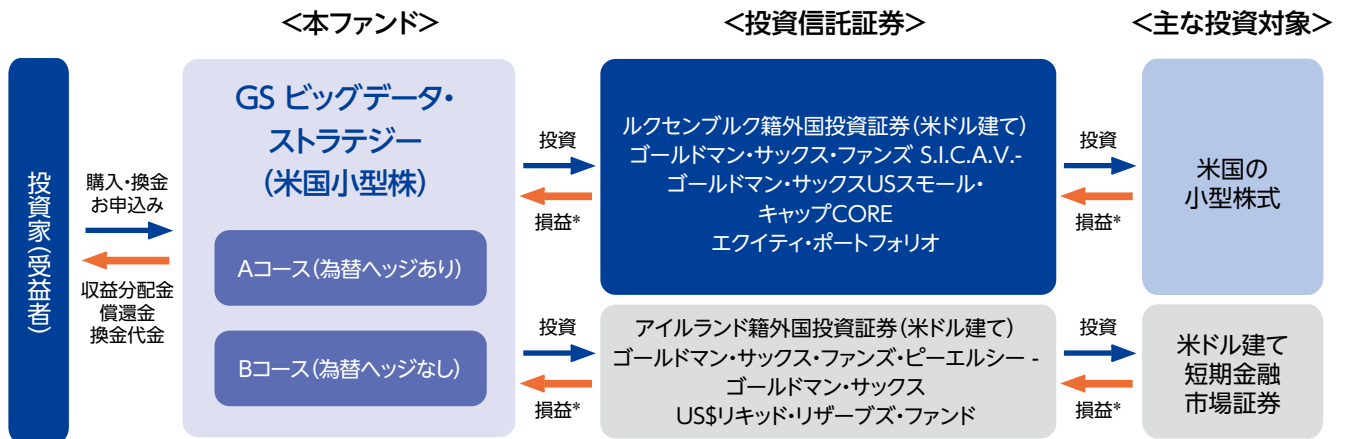 <本ファンド>
<投資信託証券>
<主な投資対象>
投資家(受益者)
購入・換金
お申込み
収益分配金
償還金
換金代金
GS ビッグデータ・
ストラテジー
(米国小型株)
Aコース(為替ヘッジあり)
Bコース(為替ヘッジなし)
投資
損益*
ルクセンブルク籍外国投資証券(米ドル建て)
ゴールドマン・サックス・ファンズ S.I.C.A.V.-
ゴールドマン・サックスUSスモール・
キャップCORE
エクイティ・ポートフォリオ
投資
損益*
米国の
小型株式
投資
損益*
アイルランド籍外国投資証券(米ドル建て)
ゴールドマン・サックス・ファンズ・ピーエルシー -
ゴールドマン・サックス
US$リキッド・リザーブズ・ファンド
投資
損益*
米ドル建て
短期金融
市場証券